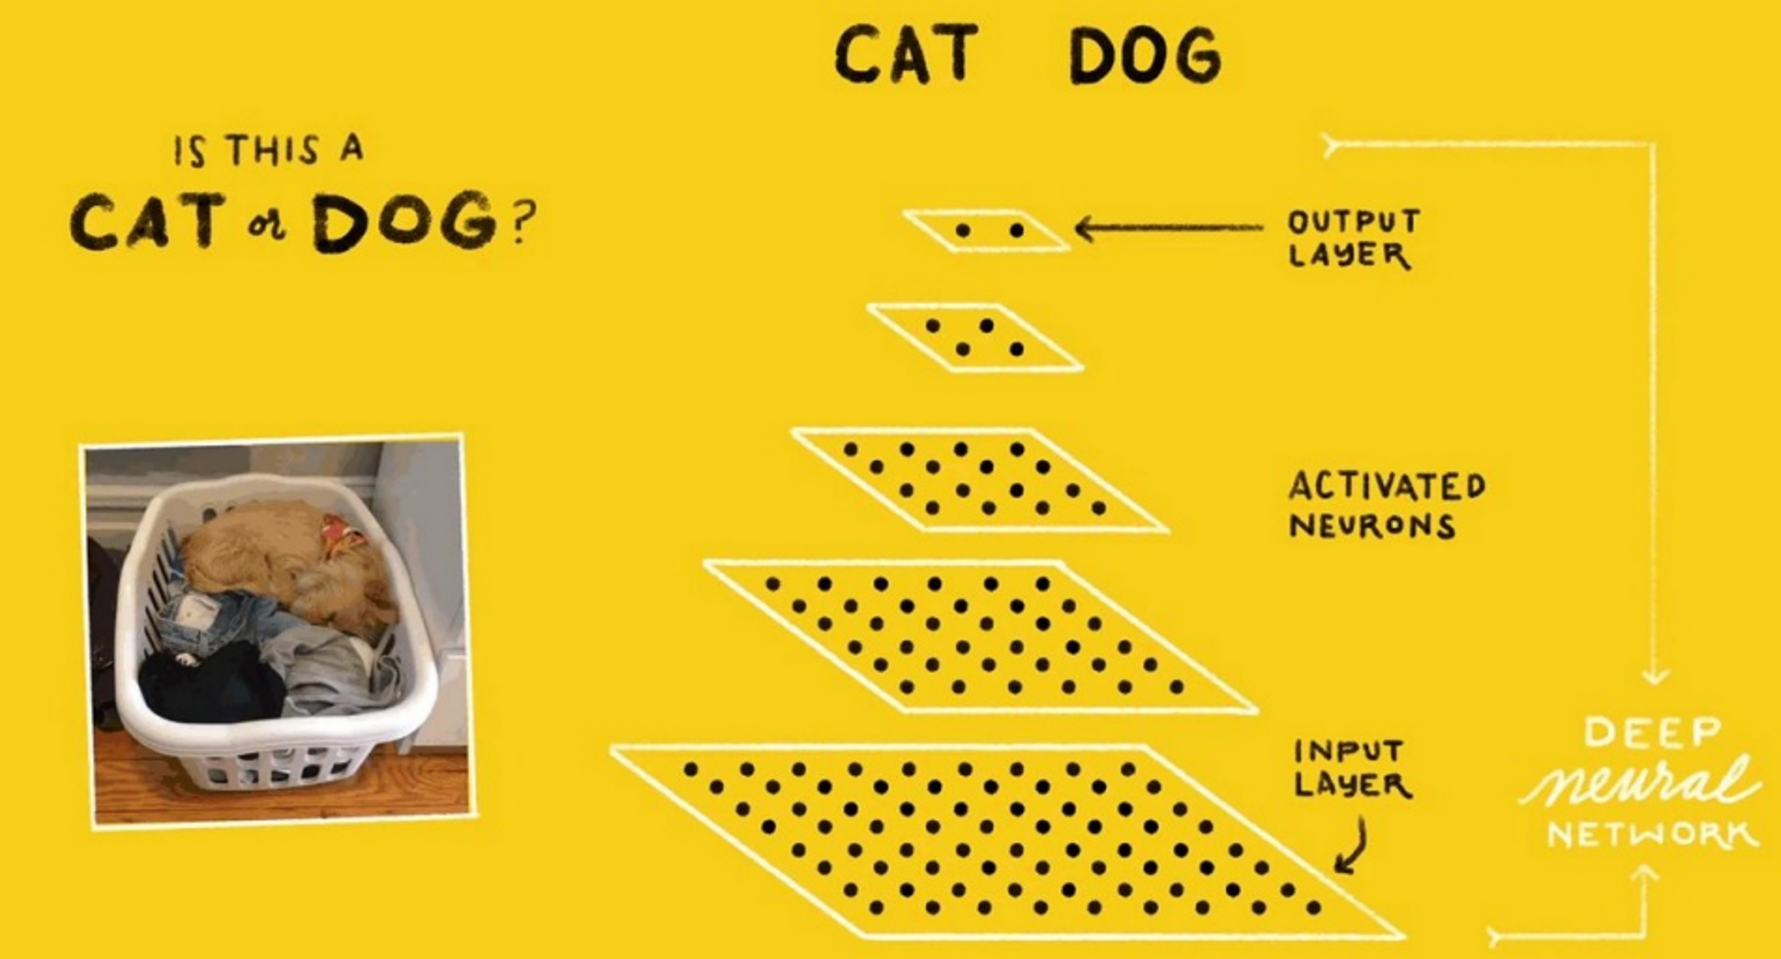 CAT DOG
IS THIS A
CAT or DOG?
OUTPUT
LAYER
ACTIVATED
NEURONS
INPUT
LAYER
DEEP
neural
NETWORK